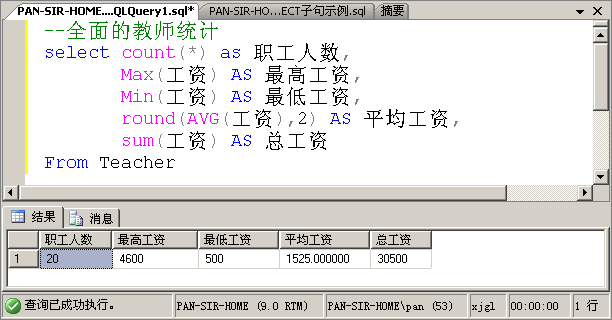 PAN-SIR-HOME....QLQuery1.sql* PAN-SIR-HO...ECT子句示例.sql 摘要
--全面的教师统计
select count(*) as 职工人数,
Max(工资) AS 最高工资,
Min(工资) AS 最低工资,
round(AVG(工资),2) AS 平均工资,
sum(工资) AS 总工资
From Teacher
结果 消息
职工人数 最高工资 最低工资 平均工资 总工资
1 20 4600 500 1525.000000 30500
查询已成功执行。 PAN-SIR-HOME (9.0 RTM) PAN-SIR-HOME\pan (53) xjgl 00:00:00 1 行